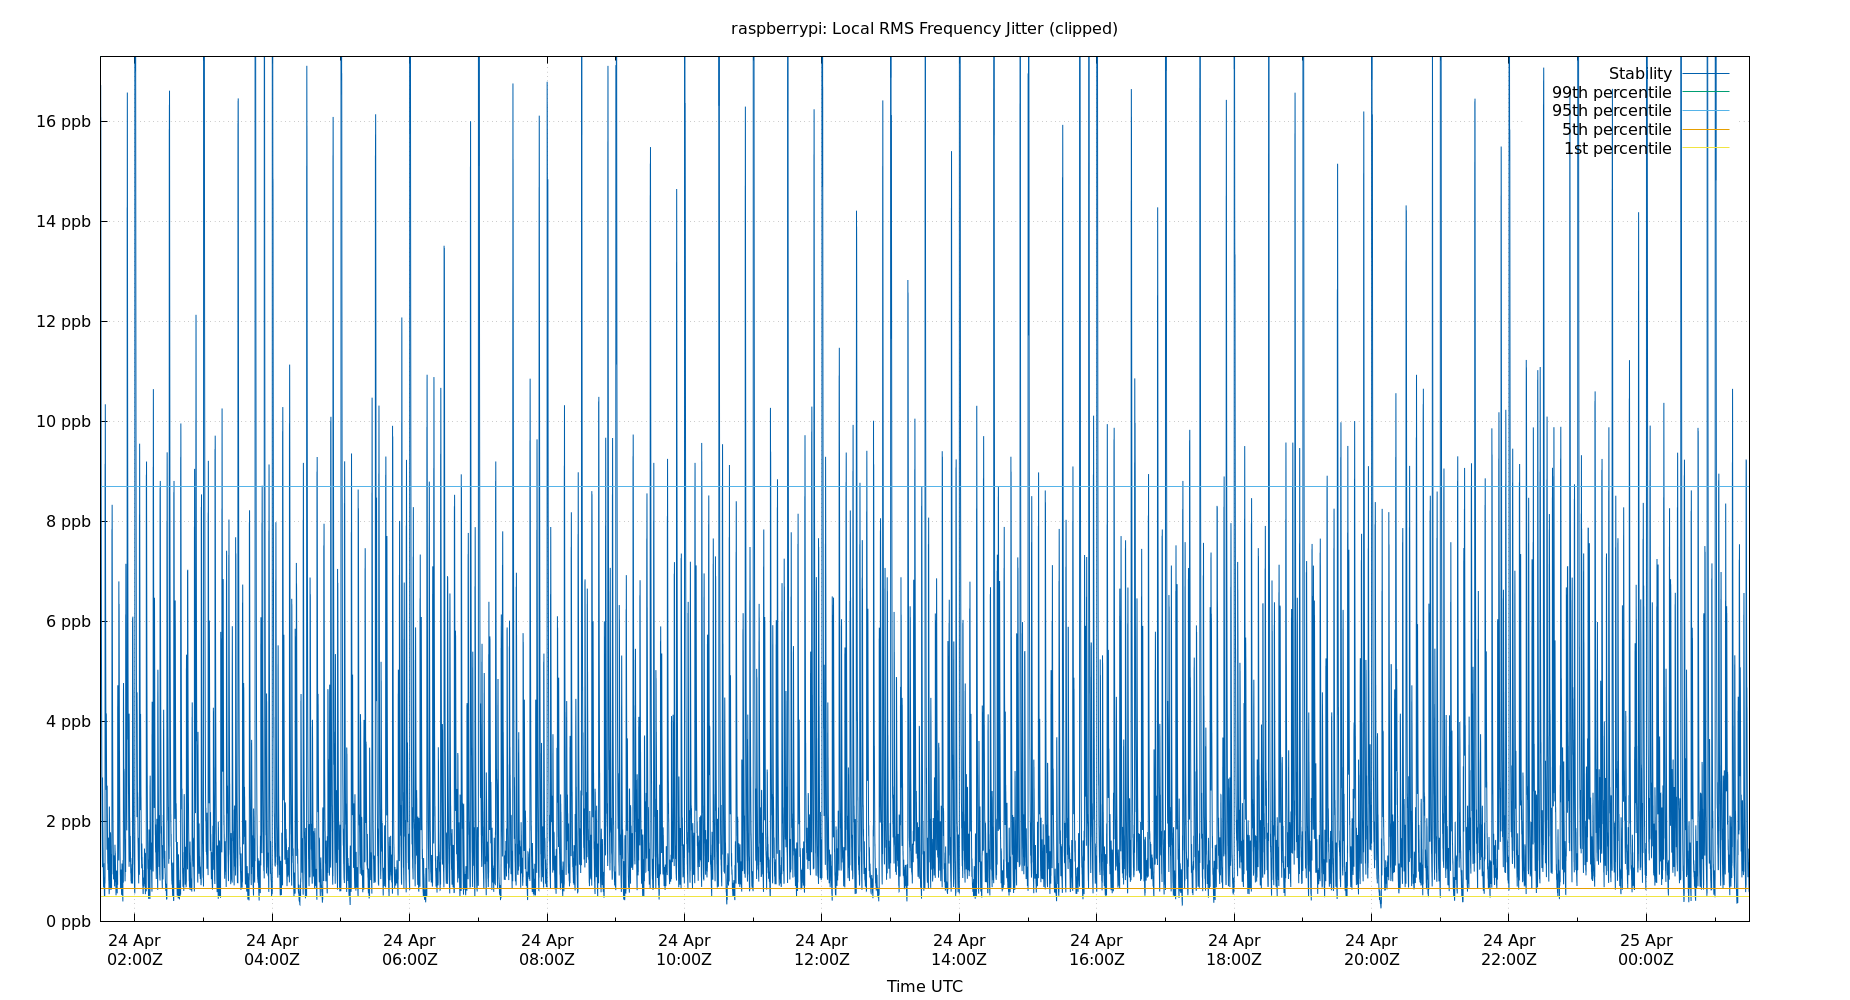 raspberrypi: Local RMS Frequency Jitter (clipped)
Stability
99th percentile
95th percentile
5th percentile
1st percentile
16 ppb
14 ppb
12 ppb
10 ppb
8 ppb
6 ppb
4 ppb
2 ppb
0 ppb
24 Apr 24 Apr 24 Apr 24 Apr 24 Apr 24 Apr 24 Apr 24 Apr 24 Apr 24 Apr 24 Apr 25 Apr
02:00Z 04:00Z 06:00Z 08:00Z 10:00Z 12:00Z 14:00Z 16:00Z 18:00Z 20:00Z 22:00Z 00:00Z
Time UTC